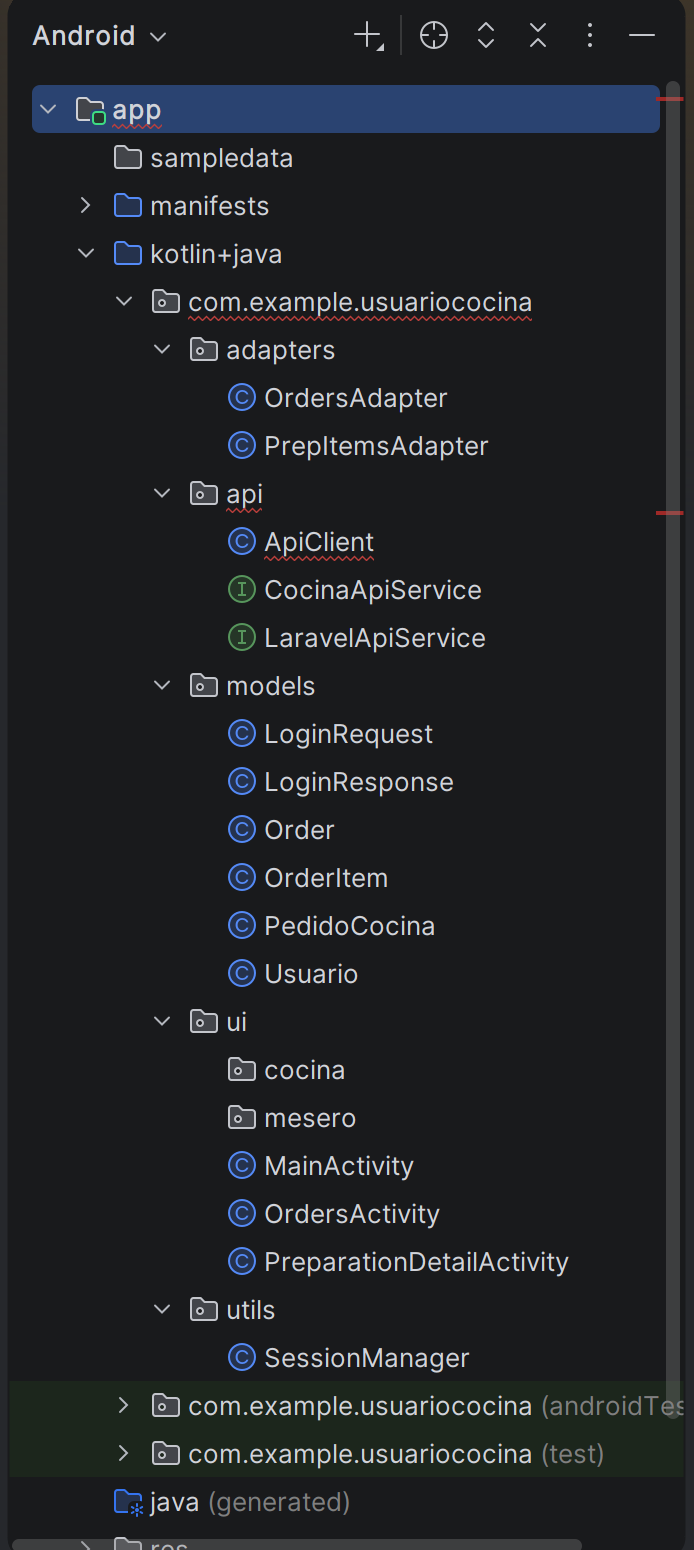 Android
app
sampledata
manifests
kotlin+java
com.example.usuariococina
adapters
C OrdersAdapter
C PrepItemsAdapter
api
C ApiClient
I CocinaApiService
I LaravelApiService
models
C LoginRequest
C LoginResponse
C Order
C OrderItem
C PedidoCocina
C Usuario
ui
cocina
mesero
C MainActivity
C OrdersActivity
C PreparationDetailActivity
utils
C SessionManager
com.example.usuariococina (androidTes
com.example.usuariococina (test)
java (generated)
res